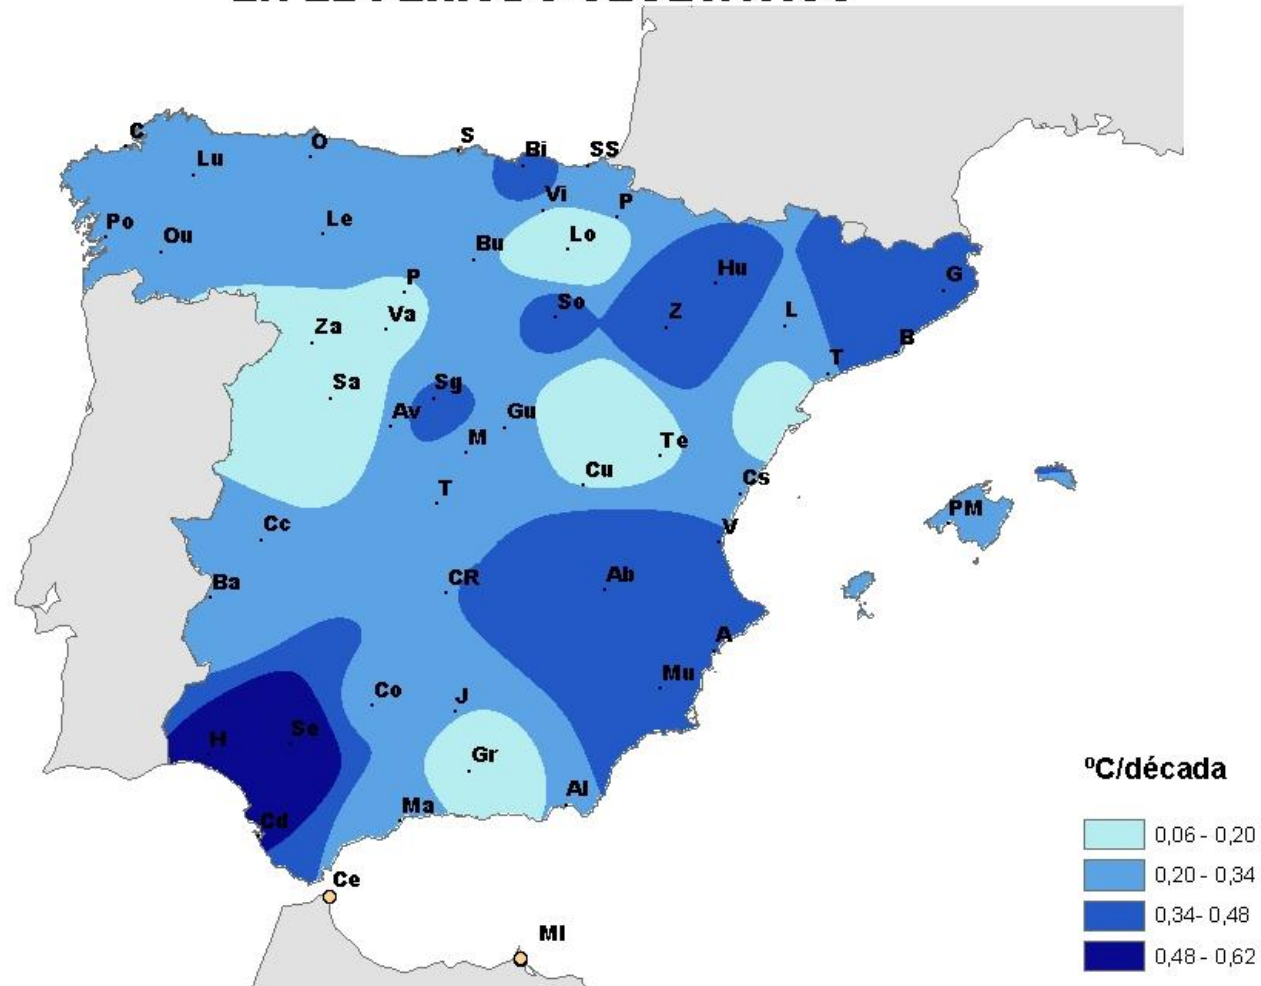 C
O
S
Bi
SS
Lu
Vi
P
Po
Ou
Le
Bu
Lo
P
Hu
G
Za
Va
So
Z
L
B
T
Sa
Sg
Av
Gu
M
Te
Cu
Cs
T
PM
Cc
V
Ba
CR
Ab
A
Mu
Co
J
H
Se
Gr
Al
Ma
Cd
Ce
Ml
ºC/década
0,06 - 0,20
0,20 - 0,34
0,34- 0,48
0,48 - 0,62